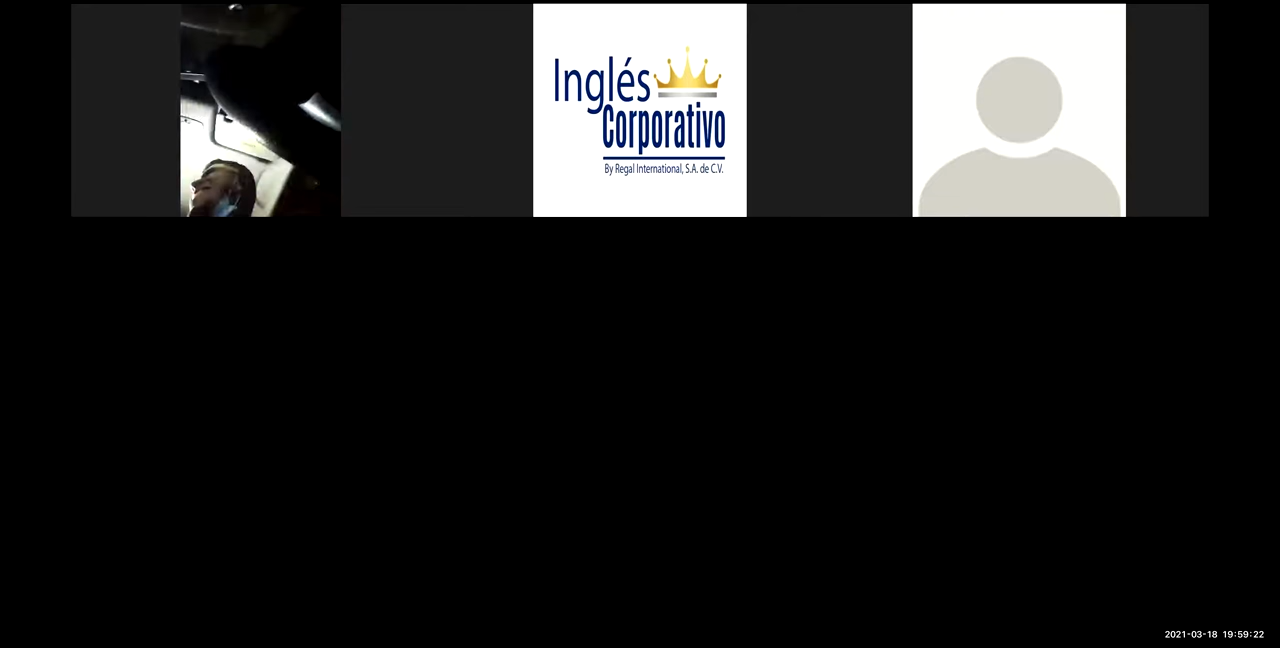 Inglés
Corporativo
By Regal International, S.A. de C.V.
2021-03-18 19:59:22